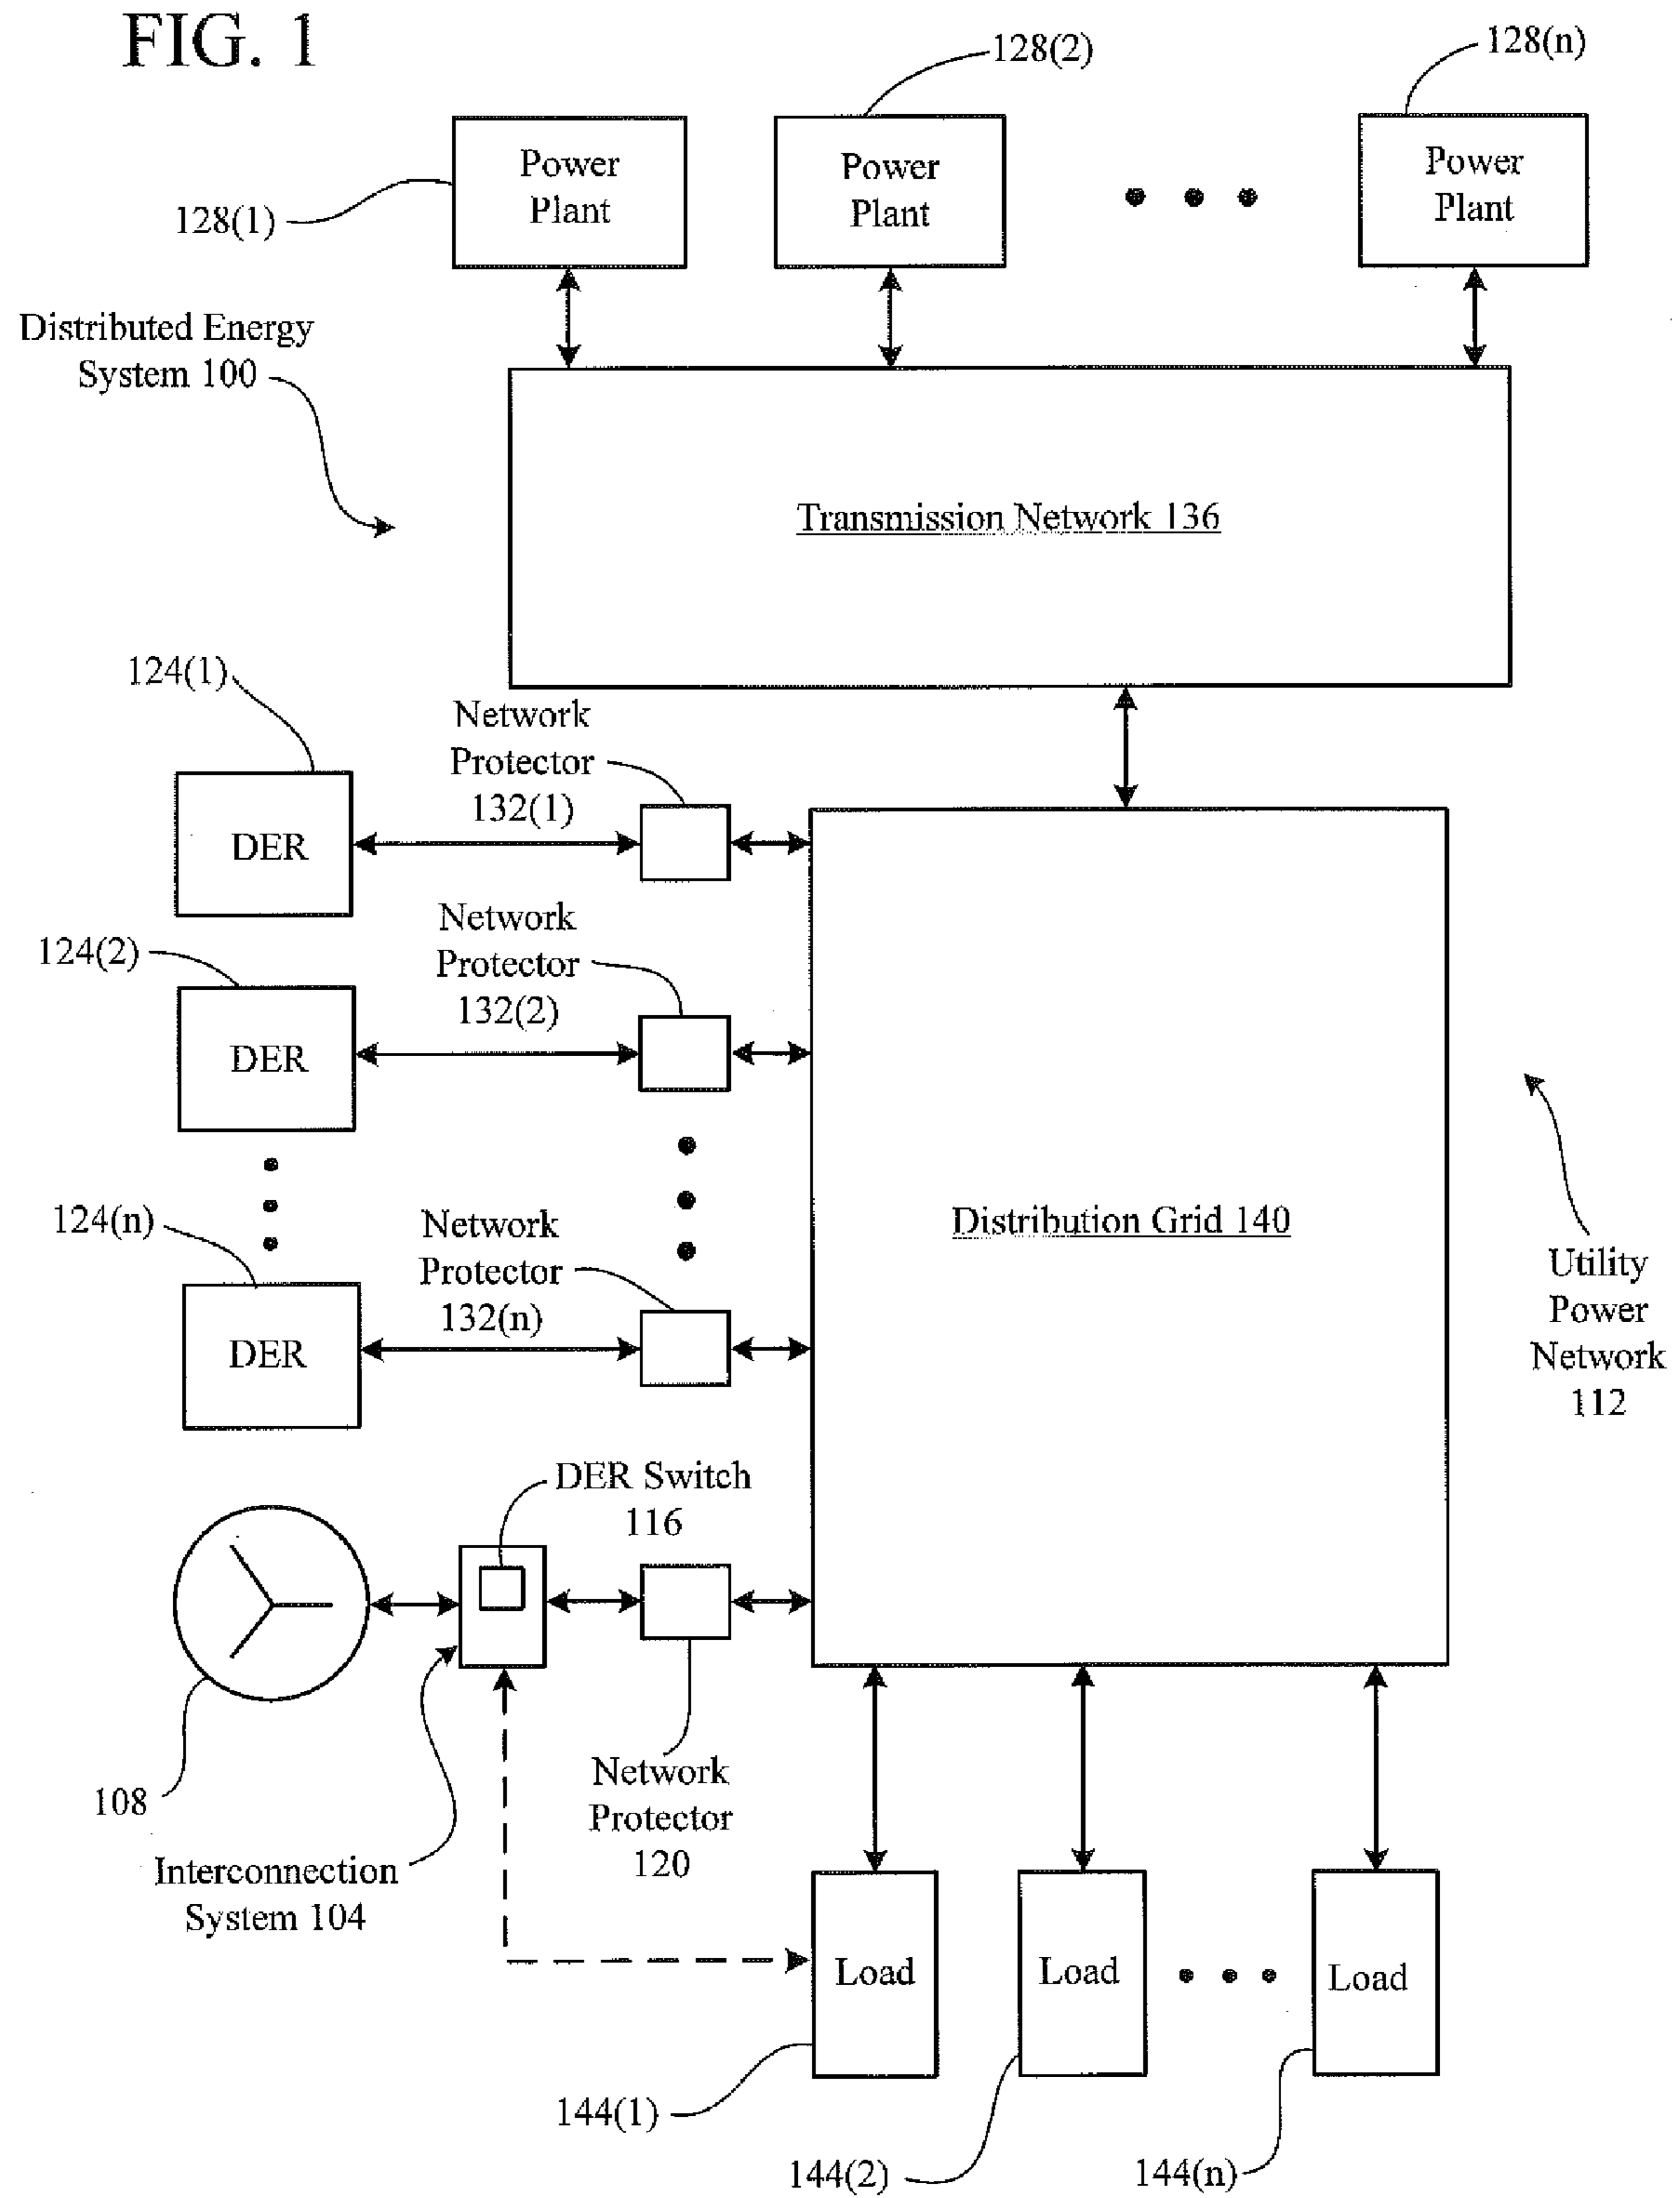 FIG. 1
128(2)
128(n)
Power
Plant
Power
Plant
Power
Plant
128(1)
Distributed Energy
System 100
Transmission Network 136
124(1)
Network
Protector
132(1)
DER
124(2)
Network
Protector
132(2)
DER
124(n)
Network
Protector
132(n)
DER
Distribution Grid 140
Utility
Power
Network
112
DER Switch
116
108
Network
Protector
120
Interconnection
System 104
Load
Load
Load
144(1)
144(2)
144(n)